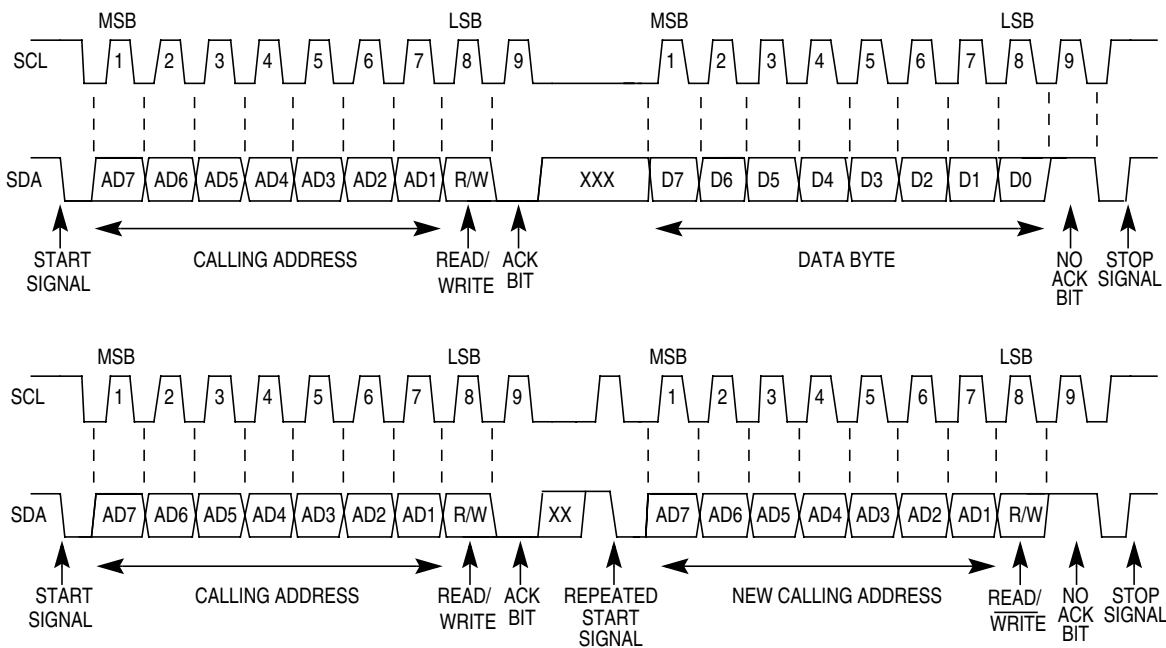 MSB LSB MSB LSB
SCL 1 2 3 4 5 6 7 8 9 1 2 3 4 5 6 7 8 9
SDA AD7 AD6 AD5 AD4 AD3 AD2 AD1 R/W XXX D7 D6 D5 D4 D3 D2 D1 D0
START SIGNAL
CALLING ADDRESS
READ/ WRITE
ACK BIT
DATA BYTE
NO ACK BIT
STOP SIGNAL
MSB LSB MSB LSB
SCL 1 2 3 4 5 6 7 8 9 1 2 3 4 5 6 7 8 9
SDA AD7 AD6 AD5 AD4 AD3 AD2 AD1 R/W XX AD7 AD6 AD5 AD4 AD3 AD2 AD1 R/W
START SIGNAL
CALLING ADDRESS
READ/ WRITE
ACK BIT
REPEATED START SIGNAL
NEW CALLING ADDRESS
READ/ WRITE
NO ACK BIT
STOP SIGNAL